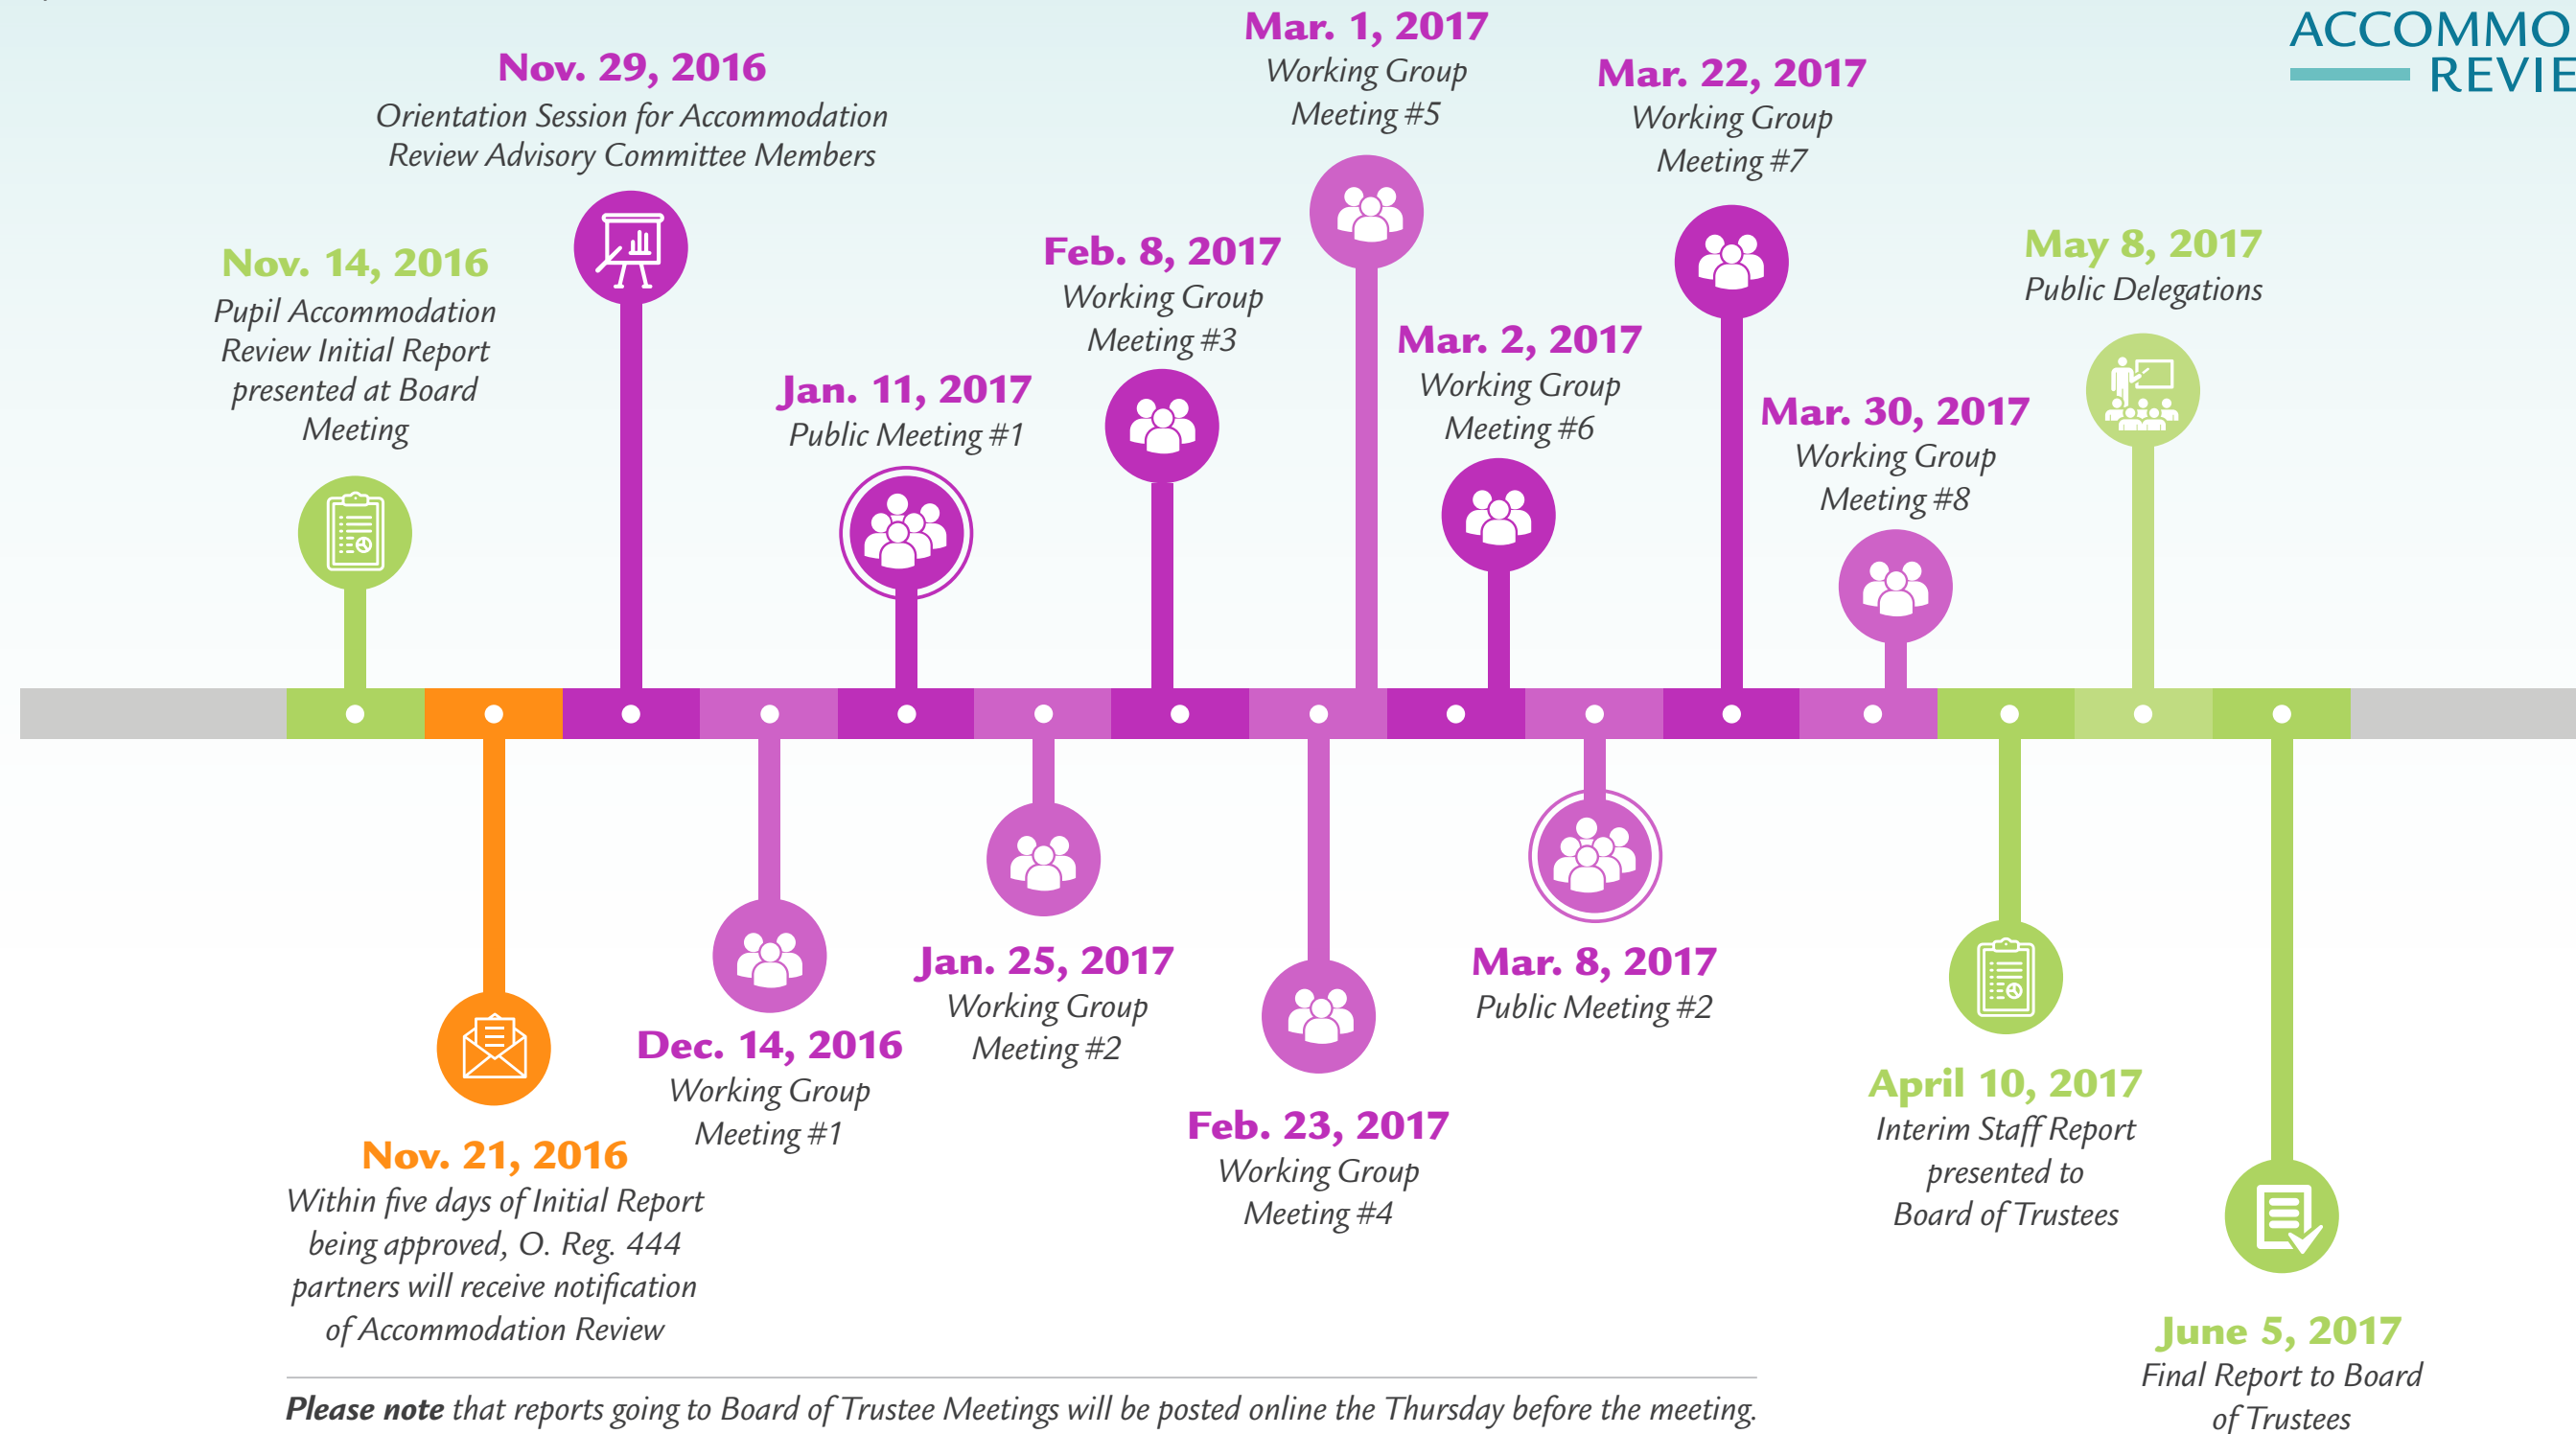 ACCOMMO
REVIE
Nov. 14, 2016
Pupil Accommodation
Review Initial Report
presented at Board
Meeting
Nov. 21, 2016
Within five days of Initial Report
being approved, O. Reg. 444
partners will receive notification
of Accommodation Review
Nov. 29, 2016
Orientation Session for Accommodation
Review Advisory Committee Members
Dec. 14, 2016
Working Group
Meeting #1
Jan. 11, 2017
Public Meeting #1
Jan. 25, 2017
Working Group
Meeting #2
Feb. 8, 2017
Working Group
Meeting #3
Feb. 23, 2017
Working Group
Meeting #4
Mar. 1, 2017
Working Group
Meeting #5
Mar. 2, 2017
Working Group
Meeting #6
Mar. 8, 2017
Public Meeting #2
Mar. 22, 2017
Working Group
Meeting #7
Mar. 30, 2017
Working Group
Meeting #8
April 10, 2017
Interim Staff Report
presented to
Board of Trustees
May 8, 2017
Public Delegations
June 5, 2017
Final Report to Board
of Trustees
Please note that reports going to Board of Trustee Meetings will be posted online the Thursday before the meeting.